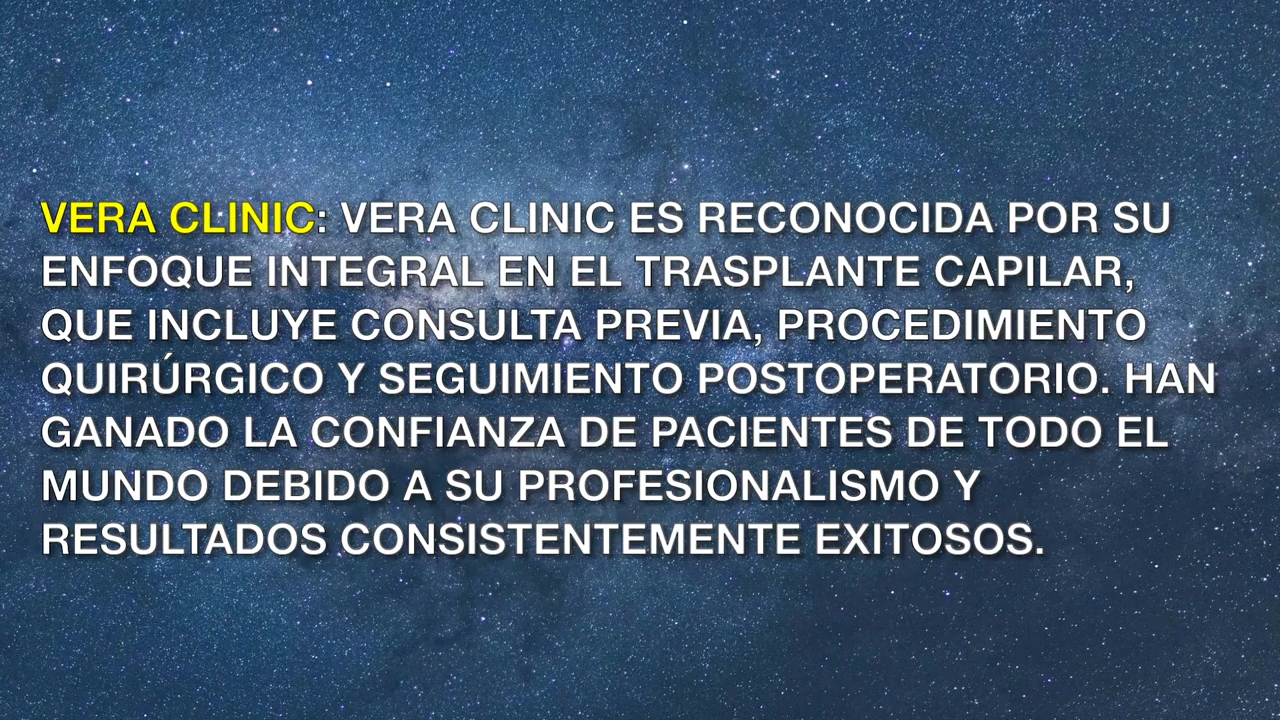 VERA CLINIC: VERA CLINIC ES RECONOCIDA POR SU
ENFOQUE INTEGRAL EN EL TRASPLANTE CAPILAR,
QUE INCLUYE CONSULTA PREVIA, PROCEDIMIENTO
QUIRÚRGICO Y SEGUIMIENTO POSTOPERATORIO. HAN
GANADO LA CONFIANZA DE PACIENTES DE TODO EL
MUNDO DEBIDO A SU PROFESIONALISMO Y
RESULTADOS CONSISTENTEMENTE EXITOSOS.